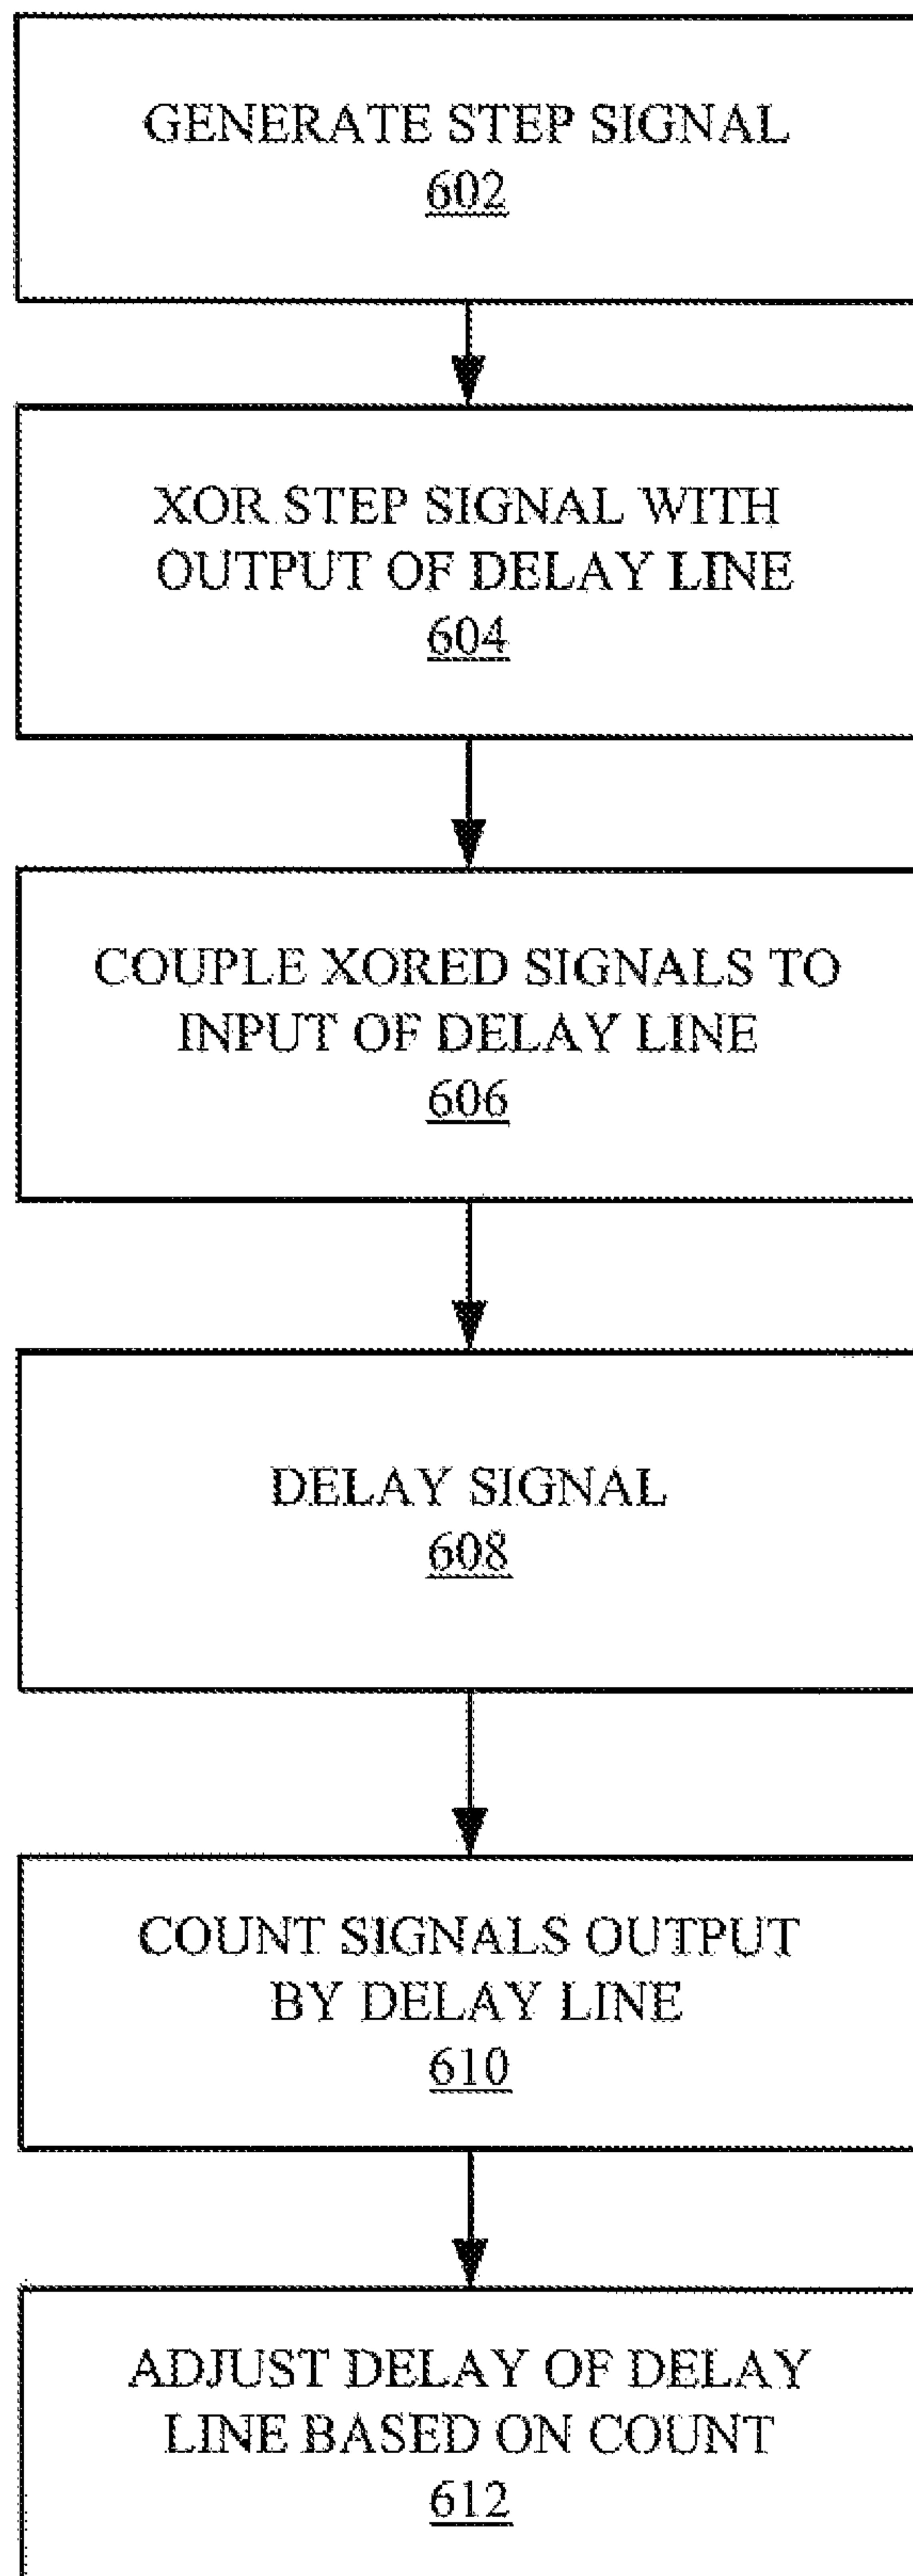 GENERATE STEP SIGNAL
602
XOR STEP SIGNAL WITH
OUTPUT OF DELAY LINE
604
COUPLE XORED SIGNALS TO
INPUT OF DELAY LINE
606
DELAY SIGNAL
608
COUNT SIGNALS OUTPUT
BY DELAY LINE
610
ADJUST DELAY OF DELAY
LINE BASED ON COUNT
612